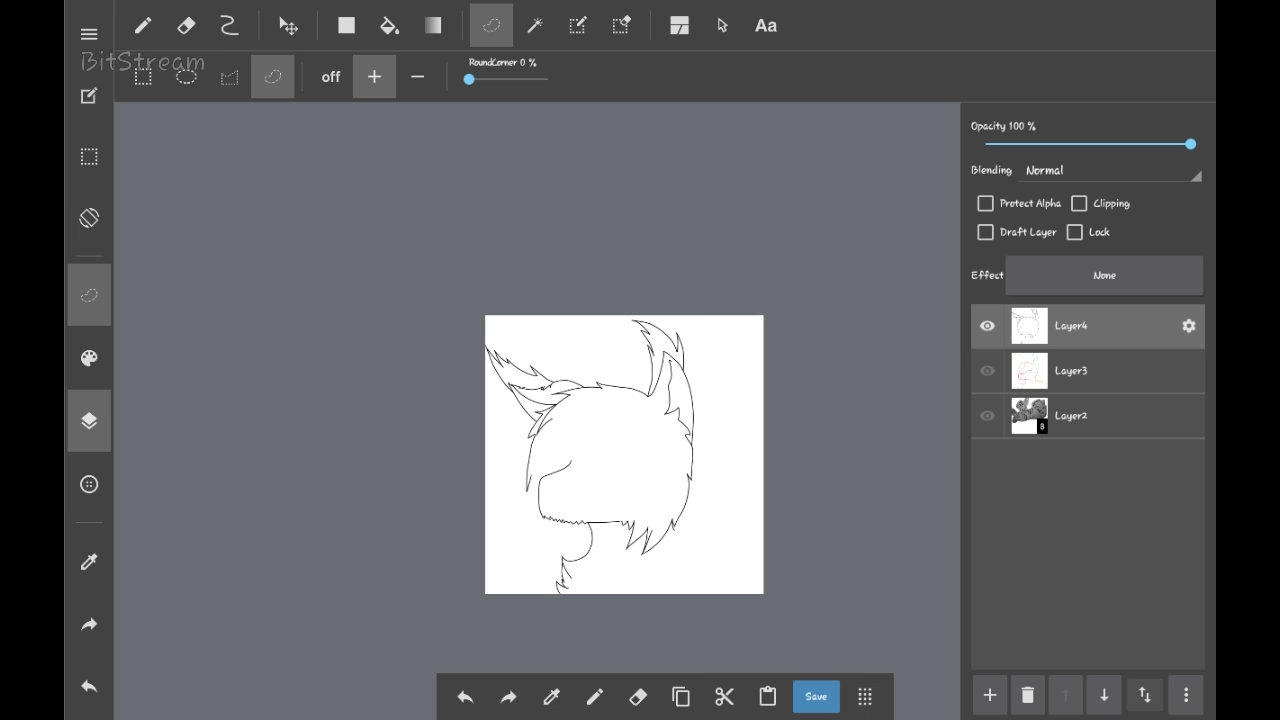 Aa
BitStream
off
RoundCorner 0 %
Opacity 100 %
Blending Normal
Protect Alpha Clipping
Draft Layer Lock
Effect None
Layer4
Layer3
Layer2
8
Save